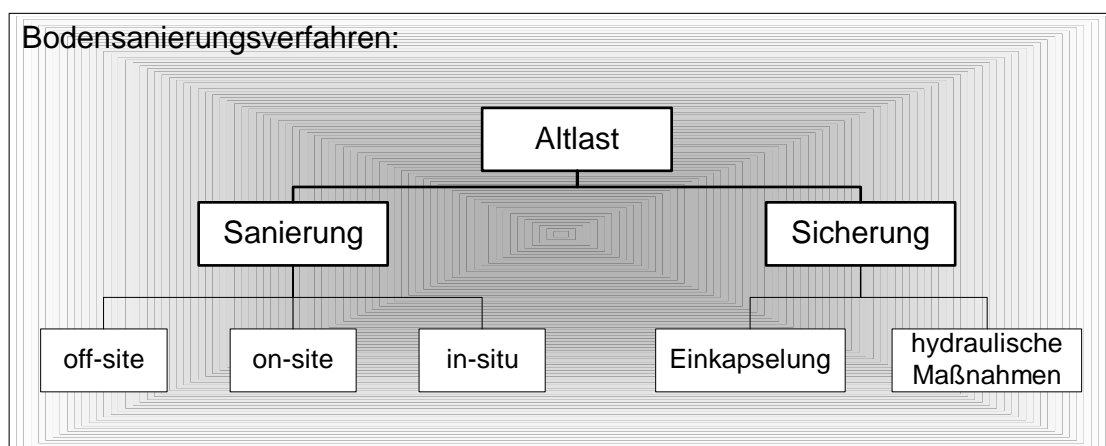 Bodensanierungsverfahren:
Altlast
Sanierung
Sicherung
off-site
on-site
in-situ
Einkapselung
hydraulische
Maßnahmen